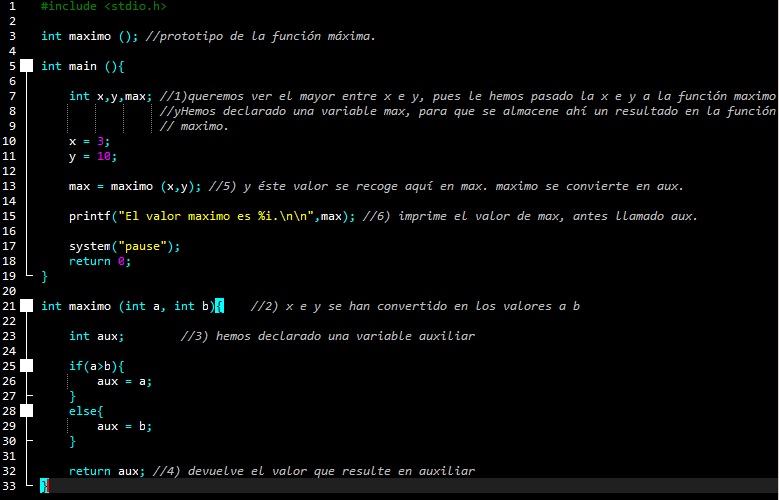 1 #include <stdio.h>
2
3 int maximo (); //prototipo de la función máxima.
4
5 int main (){
6
7 int x,y,max; //1)queremos ver el mayor entre x e y, pues le hemos pasado la x e y a la función maximo
8 //yHemos declarado una variable max, para que se almacene ahí un resultado en la función
9 // maximo.
10 x = 3;
11 y = 10;
12
13 max = maximo (x,y); //5) y éste valor se recoge aquí en max. maximo se convierte en aux.
14
15 printf("El valor maximo es %i.\n\n",max); //6) imprime el valor de max, antes llamado aux.
16
17 system("pause");
18 return 0;
19 }
20
21 int maximo (int a, int b){ //2) x e y se han convertido en los valores a b
22
23 int aux; //3) hemos declarado una variable auxiliar
24
25 if(a>b){
26 aux = a;
27 }
28 else{
29 aux = b;
30 }
31
32 return aux; //4) devuelve el valor que resulte en auxiliar
33 }